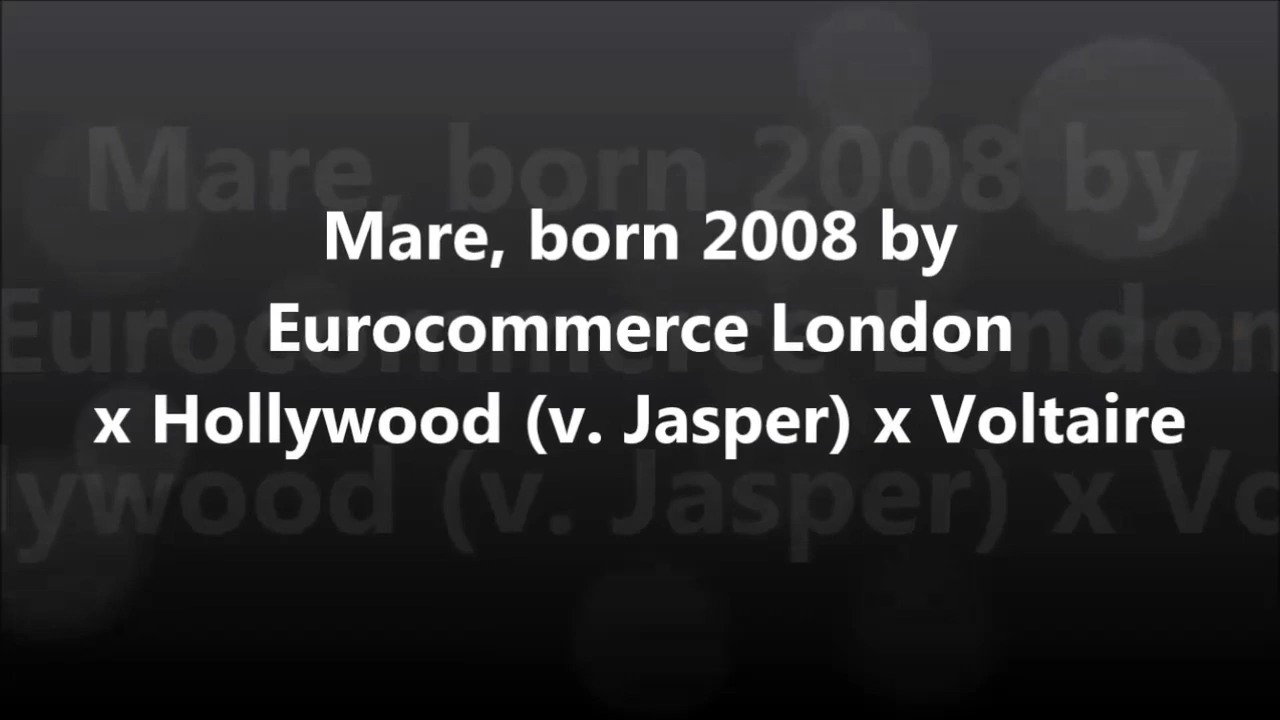 Mare, born 2008 by
Eurocommerce London
x Hollywood (v. Jasper) x Voltaire